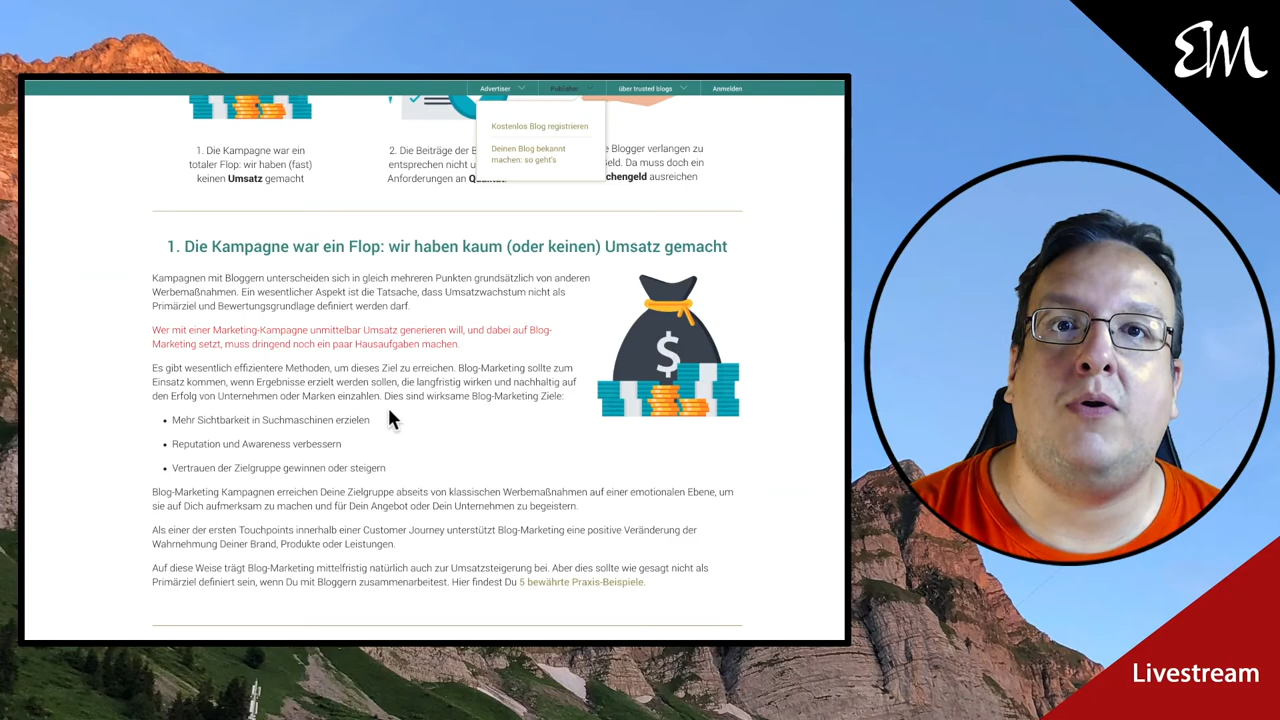 EM
Advertiser
Publisher
über trusted blogs
Anmelden
Kostenlos Blog registrieren
Deinen Blog bekannt
machen: so geht's
1. Die Kampagne war ein
totaler Flop: wir haben (fast)
keinen Umsatz gemacht
2. Die Beiträge der
entsprechen nicht
Anforderungen an
e Blogger verlangen zu
eld. Da muss doch ein
chengeld ausreichen
1. Die Kampagne war ein Flop: wir haben kaum (oder keinen) Umsatz gemacht
Kampagnen mit Bloggern unterscheiden sich in gleich mehreren Punkten grundsätzlich von anderen
Werbemaßnahmen. Ein wesentlicher Aspekt ist die Tatsache, dass Umsatzwachstum nicht als
Primärziel und Bewertungsgrundlage definiert werden darf.
Wer mit einer Marketing-Kampagne unmittelbar Umsatz generieren will, und dabei auf Blog-
Marketing setzt, muss dringend noch ein paar Hausaufgaben machen.
Es gibt wesentlich effizientere Methoden, um dieses Ziel zu erreichen. Blog-Marketing sollte zum
Einsatz kommen, wenn Ergebnisse erzielt werden sollen, die langfristig wirken und nachhaltig auf
den Erfolg von Unternehmen oder Marken einzahlen. Dies sind wirksame Blog-Marketing Ziele:
• Mehr Sichtbarkeit in Suchmaschinen erzielen
• Reputation und Awareness verbessern
• Vertrauen der Zielgruppe gewinnen oder steigern
Blog-Marketing Kampagnen erreichen Deine Zielgruppe abseits von klassischen Werbemaßnahmen auf einer emotionalen Ebene, um
sie auf Dich aufmerksam zu machen und für Dein Angebot oder Dein Unternehmen zu begeistern.
Als einer der ersten Touchpoints innerhalb einer Customer Journey unterstützt Blog-Marketing eine positive Veränderung der
Wahrnehmung Deiner Brand, Produkte oder Leistungen.
Auf diese Weise trägt Blog-Marketing mittelfristig natürlich auch zur Umsatzsteigerung bei. Aber dies sollte wie gesagt nicht als
Primärziel definiert sein, wenn Du mit Bloggern zusammenarbeitest. Hier findest Du 5 bewährte Praxis-Beispiele.
$
Livestream